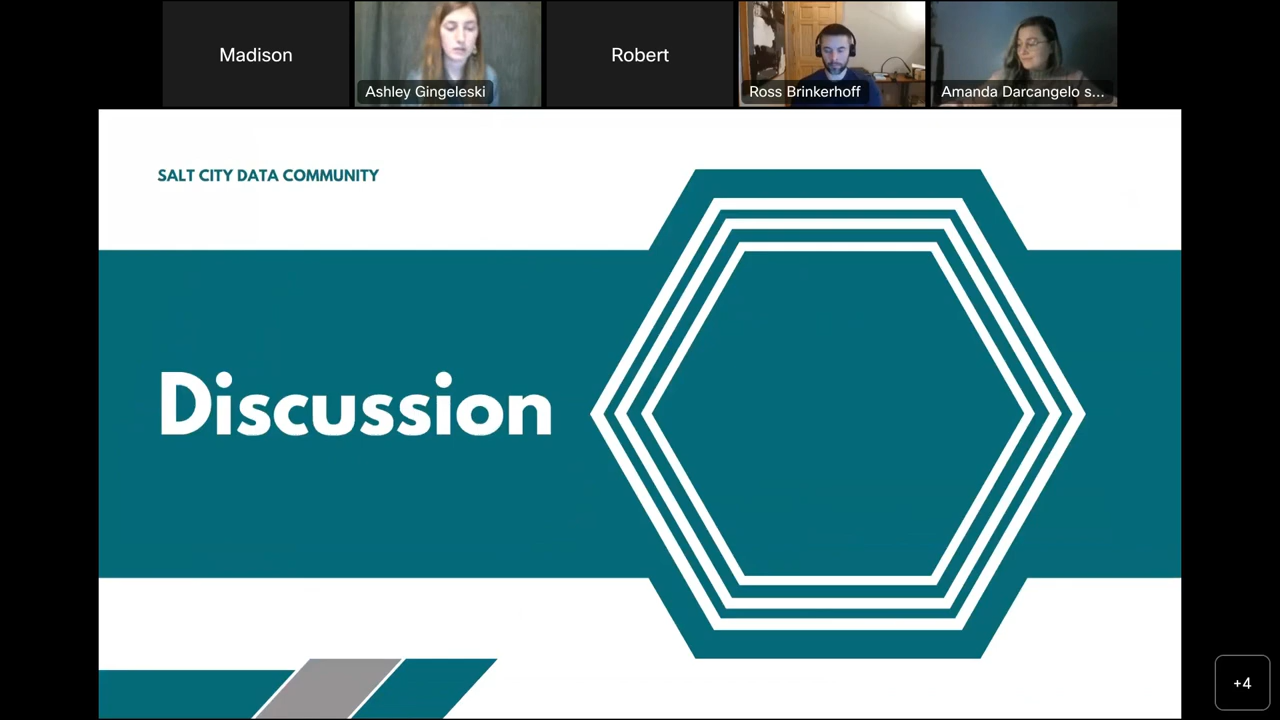 Madison
Ashley Gingeleski
Robert
Ross Brinkerhoff
Amanda Darcangelo s...
SALT CITY DATA COMMUNITY
Discussion
+4